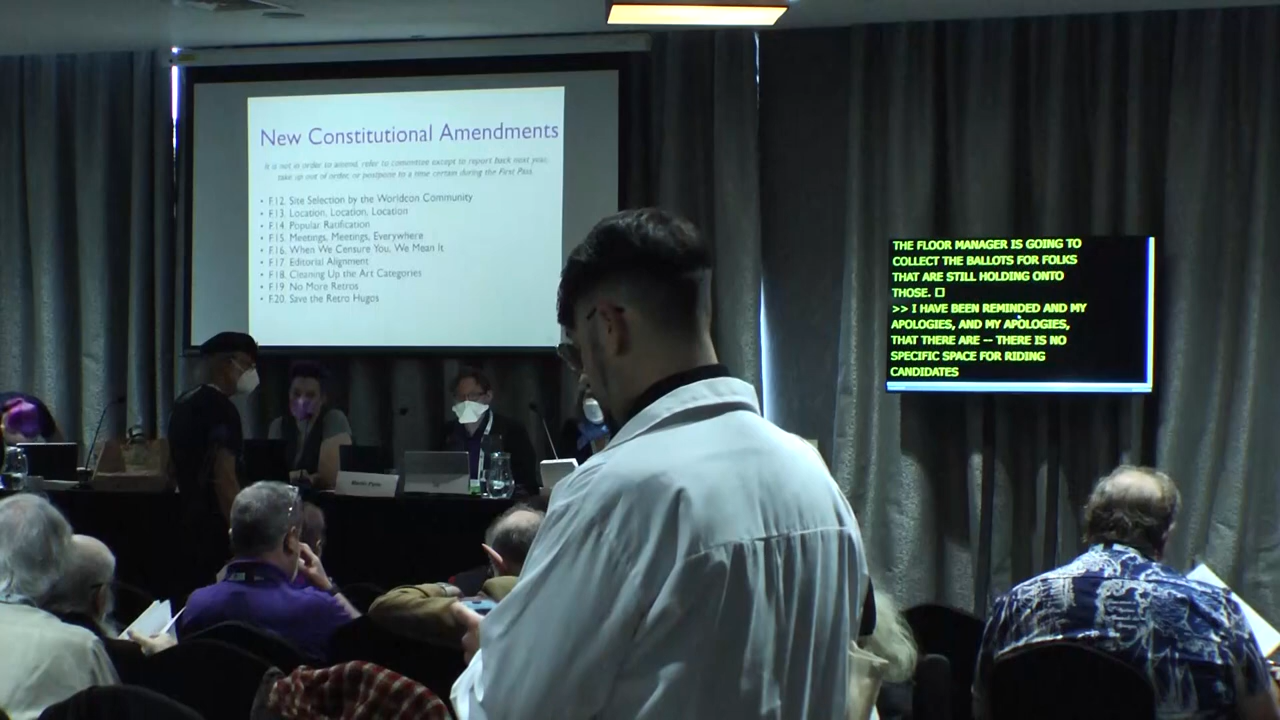 New Constitutional Amendments
It is not in order to amend, refer to committee except to report back next year,
take up out of order, or postpone to a time certain during the First Pass.
• F.12. Site Selection by the Worldcon Community
• F.13. Location, Location, Location
• F.14. Popular Ratification
• F.15. Meetings, Meetings, Everywhere
• F.16. When We Censure You, We Mean It
• F.17. Editorial Alignment
• F.18. Cleaning Up the Art Categories
• F.19. No More Retros
• F.20. Save the Retro Hugos
THE FLOOR MANAGER IS GOING TO
COLLECT THE BALLOTS FOR FOLKS
THAT ARE STILL HOLDING ONTO
THOSE. □
>> I HAVE BEEN REMINDED AND MY
APOLOGIES, AND MY APOLOGIES,
THAT THERE ARE -- THERE IS NO
SPECIFIC SPACE FOR RIDING
CANDIDATES